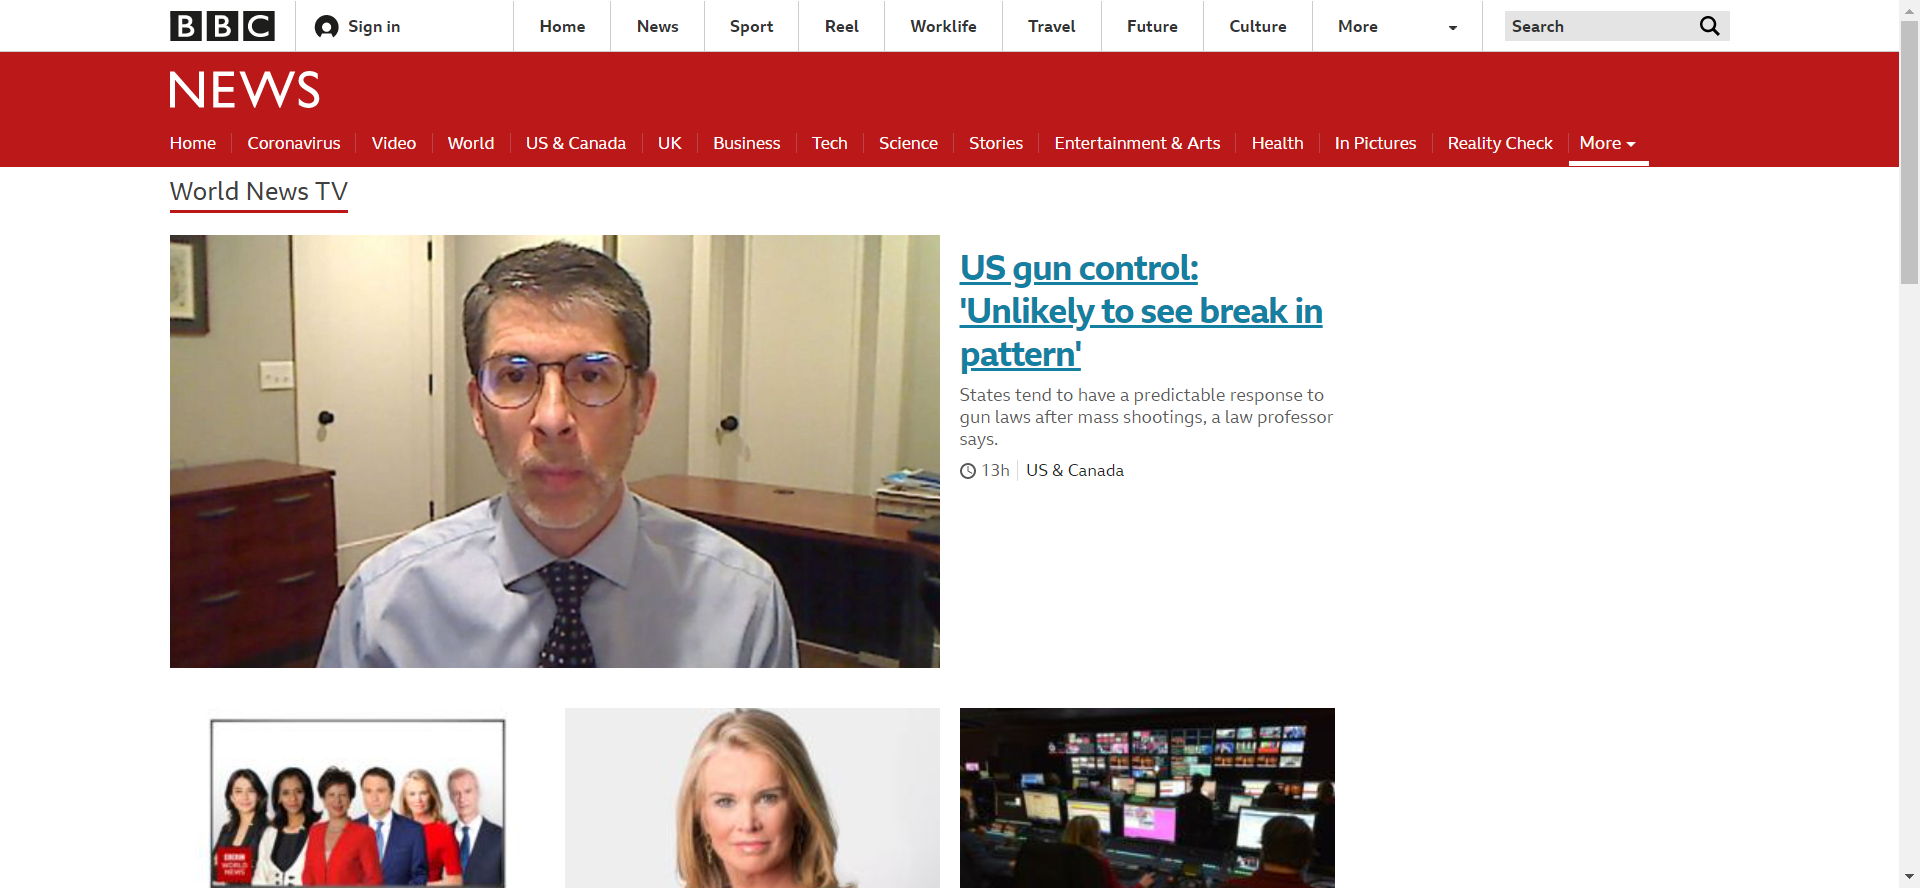 BBC
Sign in
Home
News
Sport
Reel
Worklife
Travel
Future
Culture
More
Search
NEWS
Home
Coronavirus
Video
World
US & Canada
UK
Business
Tech
Science
Stories
Entertainment & Arts
Health
In Pictures
Reality Check
More
World News TV
US gun control:
'Unlikely to see break in
pattern'
States tend to have a predictable response to
gun laws after mass shootings, a law professor
says.
13h
US & Canada
WORLD
NEWS